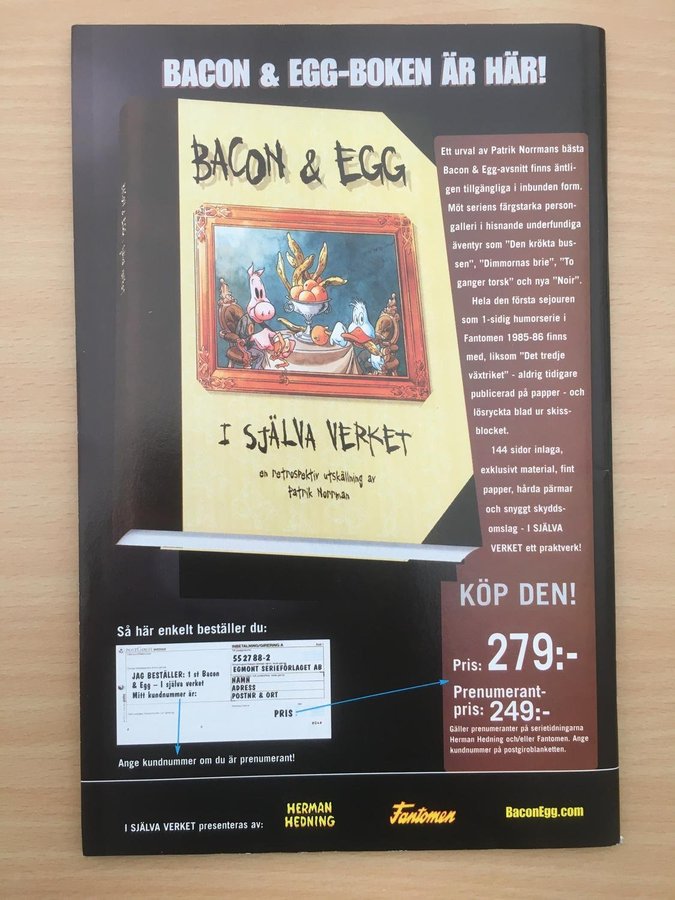 BACON & EGG-BOKEN ÄR HÄR!
BACON & EGG
I SJÄLVA VERKET
en retrospektiv utskållning av
Patrik Norrman
Ett urval av Patrik Norrmans bästa
Bacon & Egg-avsnitt finns äntli-
gen tillgängliga i inbunden form.
Möt seriens färgstarka person-
galleri i hisnande underfundiga
äventyr som "Den krökta bus-
sen", "Dimmornas brie", "To
ganger torsk" och nya "Noir".
Hela den första sejouren
som 1-sidig humorserie i
Fantomen 1985-86 finns
med, liksom "Det tredje
växtriket" - aldrig tidigare
publicerad på papper - och
lösryckta blad ur skiss-
blocket.
144 sidor inlaga,
exklusivt material, fint
papper, hårda pärmar
och snyggt skydds-
omslag - I SJÄLVA
VERKET ett praktverk!
KÖP DEN!
Pris: 279:-
Prenumerant-
pris: 249:-
Gäller prenumeranter på serietidningarna
Herman Hedning och/eller Fantomen. Ange
kundnummer på postgiroblanketten.
Så här enkelt beställer du:
INBETALNING/GIRERING A
552788-2
EGMONT SERIEFÖRLAGET AB
JAG BESTÄLLER: 1 st Bacon
& Egg – I själva verket
Mitt kundnummer är:
NAMN
ADRESS
POSTNR & ORT
PRIS
Ange kundnummer om du är prenumerant!
I SJÄLVA VERKET presenteras av:
HERMAN
HEDNING
Fantomen
BaconEgg.com